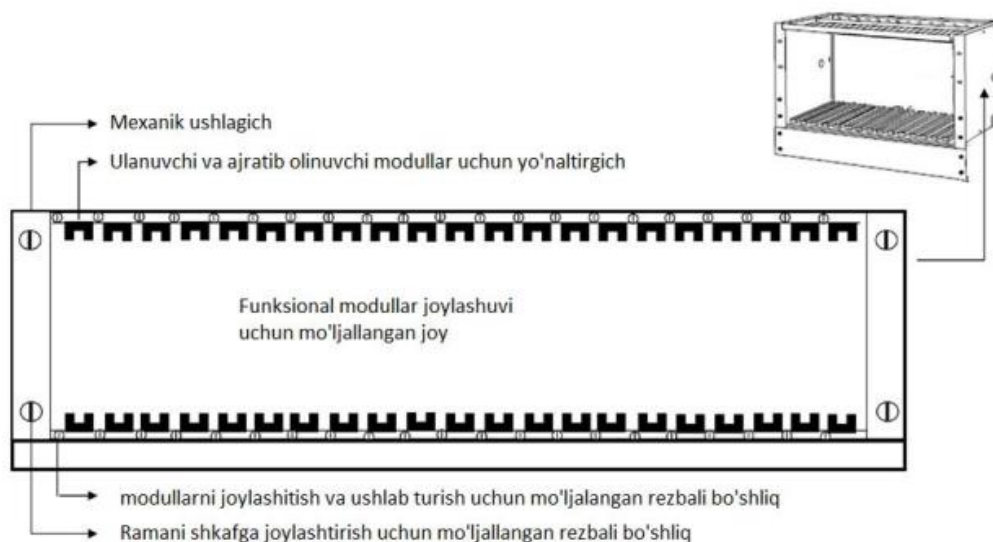 Mexanik ushlagich
Ulanuvchi va ajratib olinuvchi modullar uchun yo'naltirgich
Funksional modullar joylashuvi
uchun mo'ljallangan joy
modullarni joylashitish va ushlab turish uchun mo'ljalangan rezbali bo'shliq
Ramani shkafga joylashtirish uchun mo'ljallangan rezbali bo'shliq